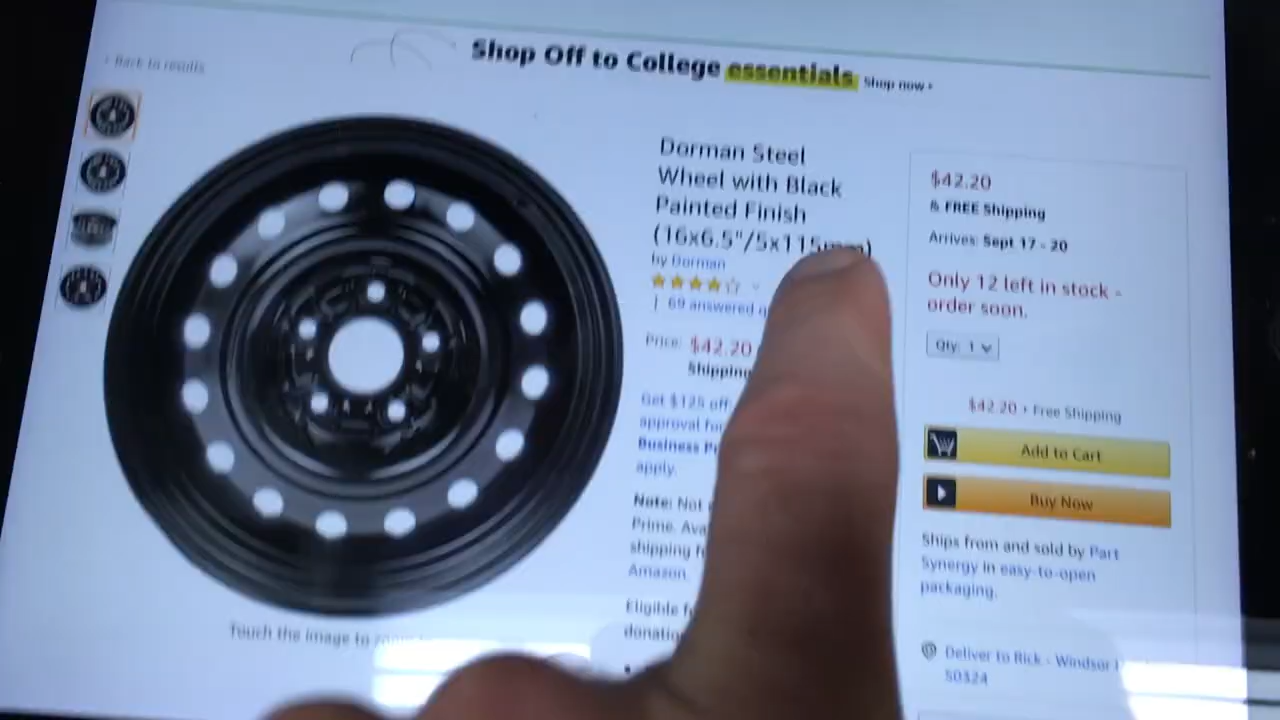 Shop Off to College essentials Shop now ›
‹ Back to results
Dorman Steel
Wheel with Black
Painted Finish
(16x6.5"/5x115mm)
by Dorman
| 69 answered
Price: $42.20
Shipping
Get $125 off
approval for
Business
apply.
Note: Not
Prime.
shipping
Amazon.
Eligible
Touch the image to
$42.20
& FREE Shipping
Arrives: Sept 17 - 20
Only 12 left in stock -
order soon.
Qty: 1
$42.20 + Free Shipping
Add to Cart
Buy Now
Ships from and sold by Part
Synergy in easy-to-open
packaging.
Deliver to Rick - Windsor
50324